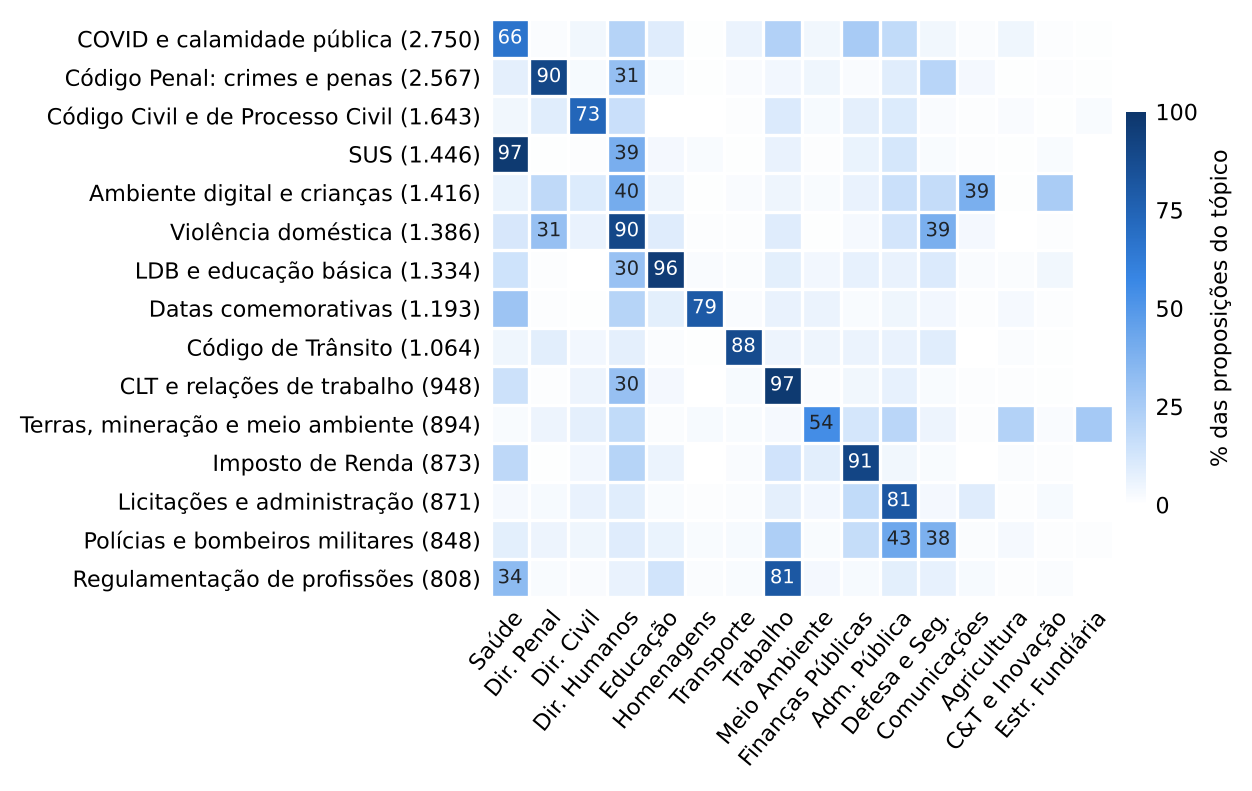 COVID e calamidade pública (2.750) 66
Código Penal: crimes e penas (2.567) 90 31
Código Civil e de Processo Civil (1.643) 73
SUS (1.446) 97 39
Ambiente digital e crianças (1.416) 40 39
Violência doméstica (1.386) 31 90 39
LDB e educação básica (1.334) 30 96
Datas comemorativas (1.193) 79
Código de Trânsito (1.064) 88
CLT e relações de trabalho (948) 30 97
Terras, mineração e meio ambiente (894) 54
Imposto de Renda (873) 91
Licitações e administração (871) 81
Polícias e bombeiros militares (848) 43 38
Regulamentação de profissões (808) 34 81
Saúde
Dir. Penal
Dir. Civil
Dir. Humanos
Educação
Homenagens
Transporte
Trabalho
Meio Ambiente
Finanças Públicas
Adm. Pública
Defesa e Seg.
Comunicações
Agricultura
C&T e Inovação
Estr. Fundiária
100
75
50
25
0
% das proposições do tópico